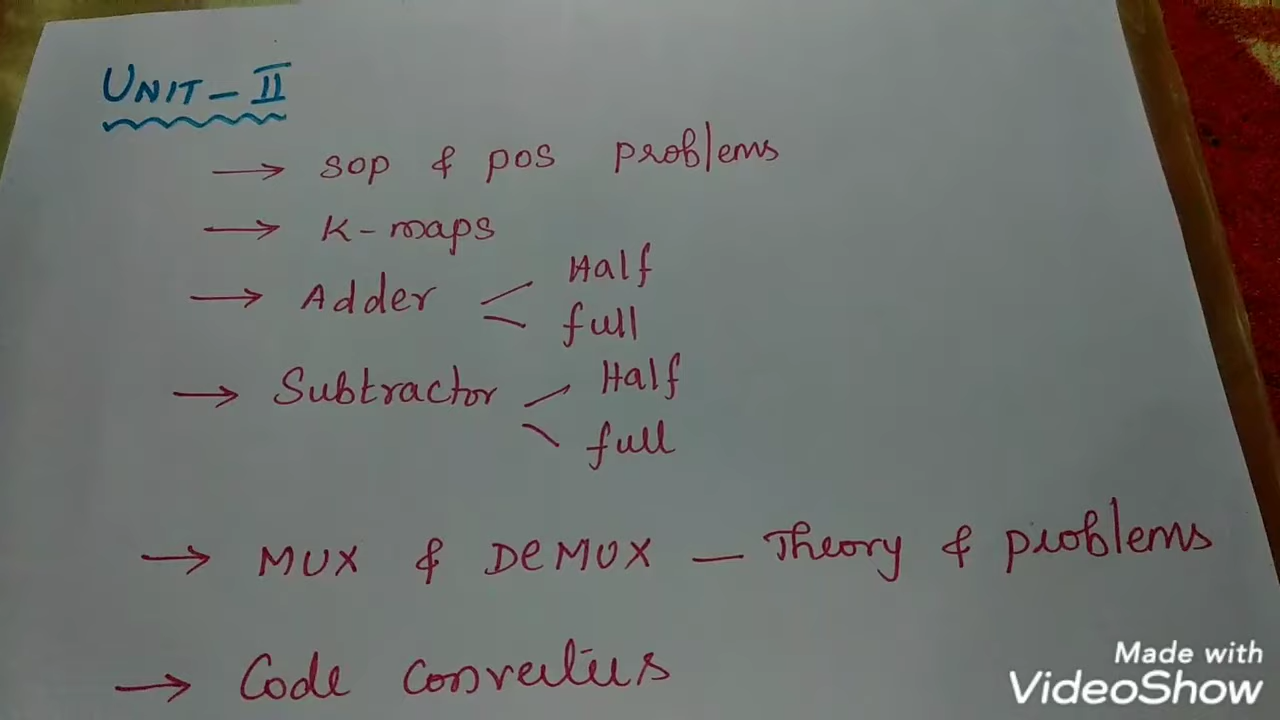 UNIT - II
→ SOP & POS problems
→ K-maps
→ Adder
Half
full
→ Subtractor
Half
full
→ MUX & DEMUX — Theory & problems
→ Code converters
Made with
VideoShow